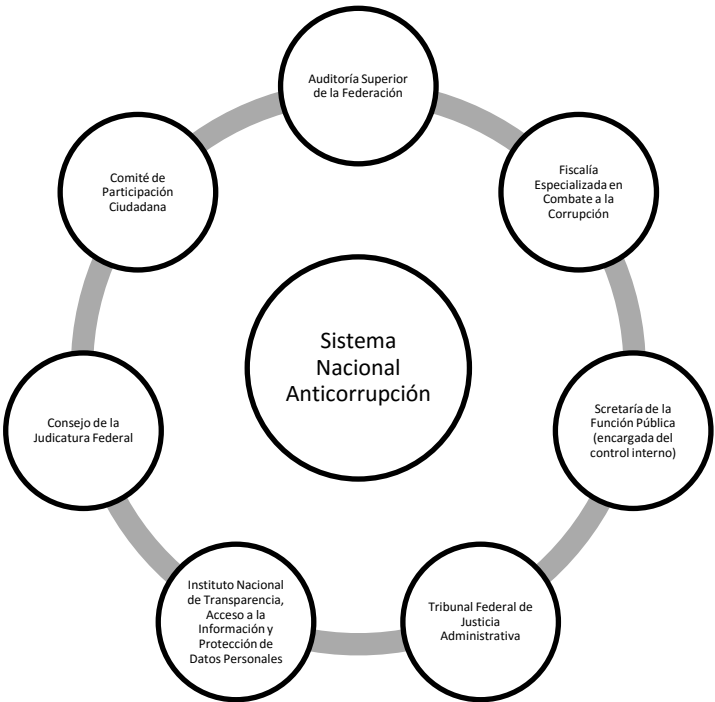 Auditoría Superior
de la Federación
Fiscalía
Especializada en
Combate a la
Corrupción
Scretaría de la
Función Pública
(encargada del
control interno)
Tribunal Federal de
Justicia
Administrativa
Instituto Nacional
de Transparencia,
Acceso a la
Información y
Protección de
Datos Personales
Consejo de la
Judicatura Federal
Comité de
Participación
Ciudadana
Sistema
Nacional
Anticorrupción